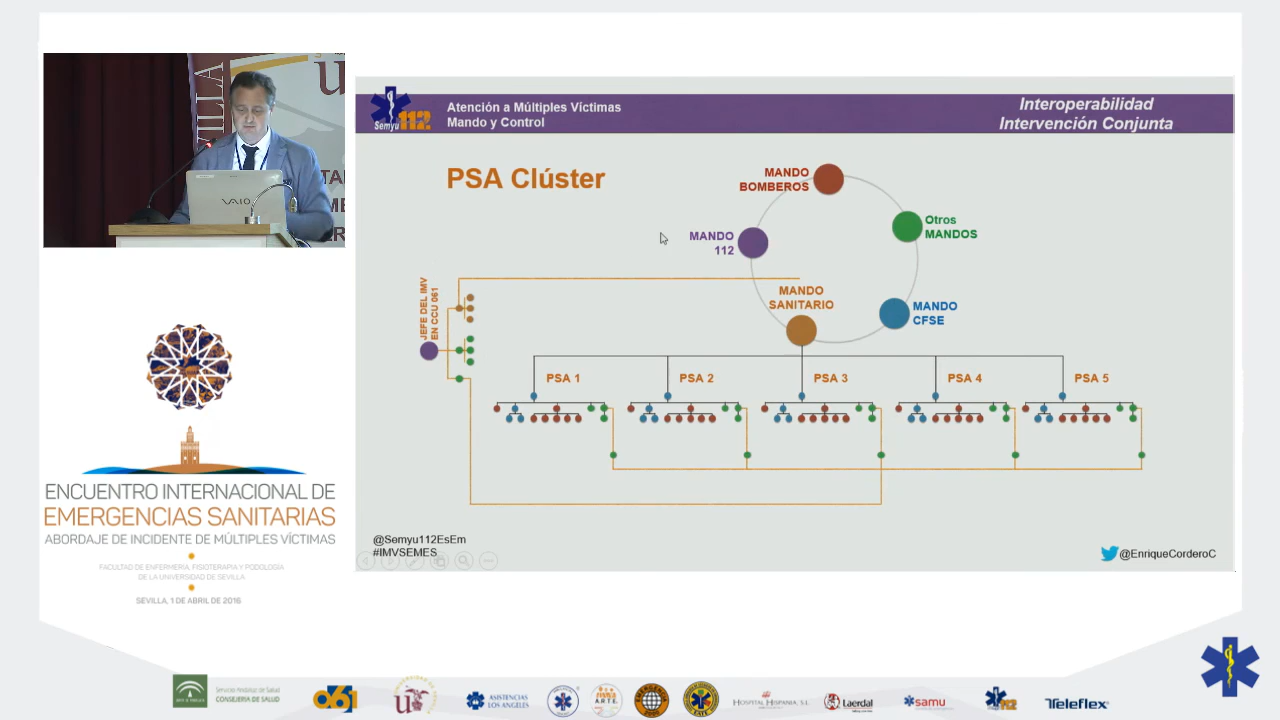 VILLA
VAIO
Semyu112
Atención a Múltiples Víctimas
Mando y Control
Interoperabilidad
Intervención Conjunta
PSA Clúster
MANDO
BOMBEROS
Otros
MANDOS
MANDO
112
MANDO
SANITARIO
MANDO
CFSE
JEFE DEL IMV
EN CCU 061
PSA 1
PSA 2
PSA 3
PSA 4
PSA 5
@Semyu112EsEm
#IMVSEMES
@EnriqueCorderoC
ENCUENTRO INTERNACIONAL DE
EMERGENCIAS SANITARIAS
ABORDAJE DE INCIDENTE DE MÚLTIPLES VÍCTIMAS
FACULTAD DE ENFERMERIA, FISIOTERAPIA Y PODOLOGÍA
DE LA UNIVERSIDAD DE SEVILLA
SEVILLA, 1 DE ABRIL DE 2016
Servicio Andaluz de Salud
CONSEJERÍA DE SALUD
061
ASISTENCIAS
LOS ANGELES
HOSPITAL HISPANIA, S.L.
Laerdal
samu
112
Teleflex